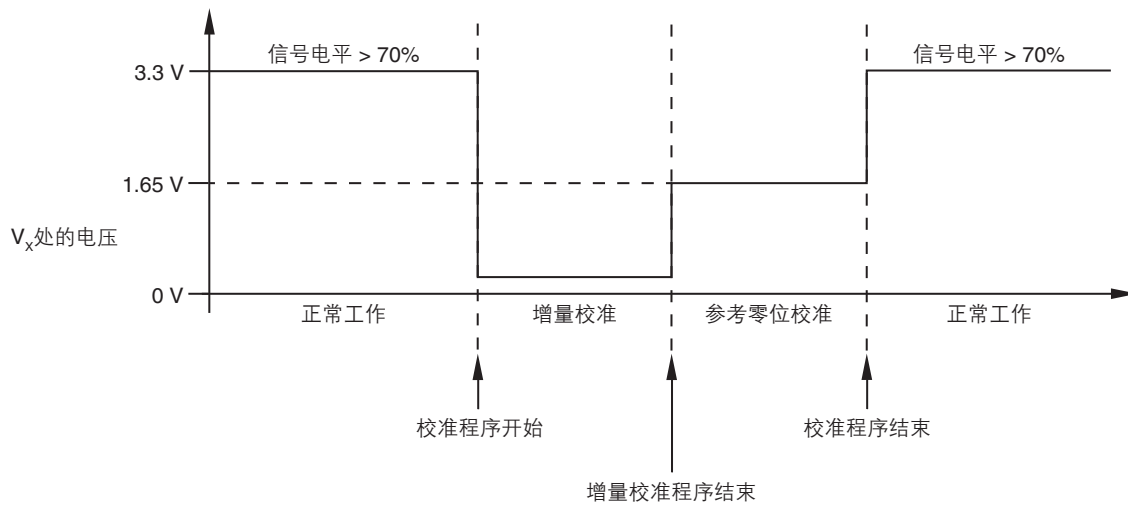 信号电平 > 70%
信号电平 > 70%
3.3 V
1.65 V
Vx处的电压
0 V
正常工作
增量校准
参考零位校准
正常工作
校准程序开始
校准程序结束
增量校准程序结束